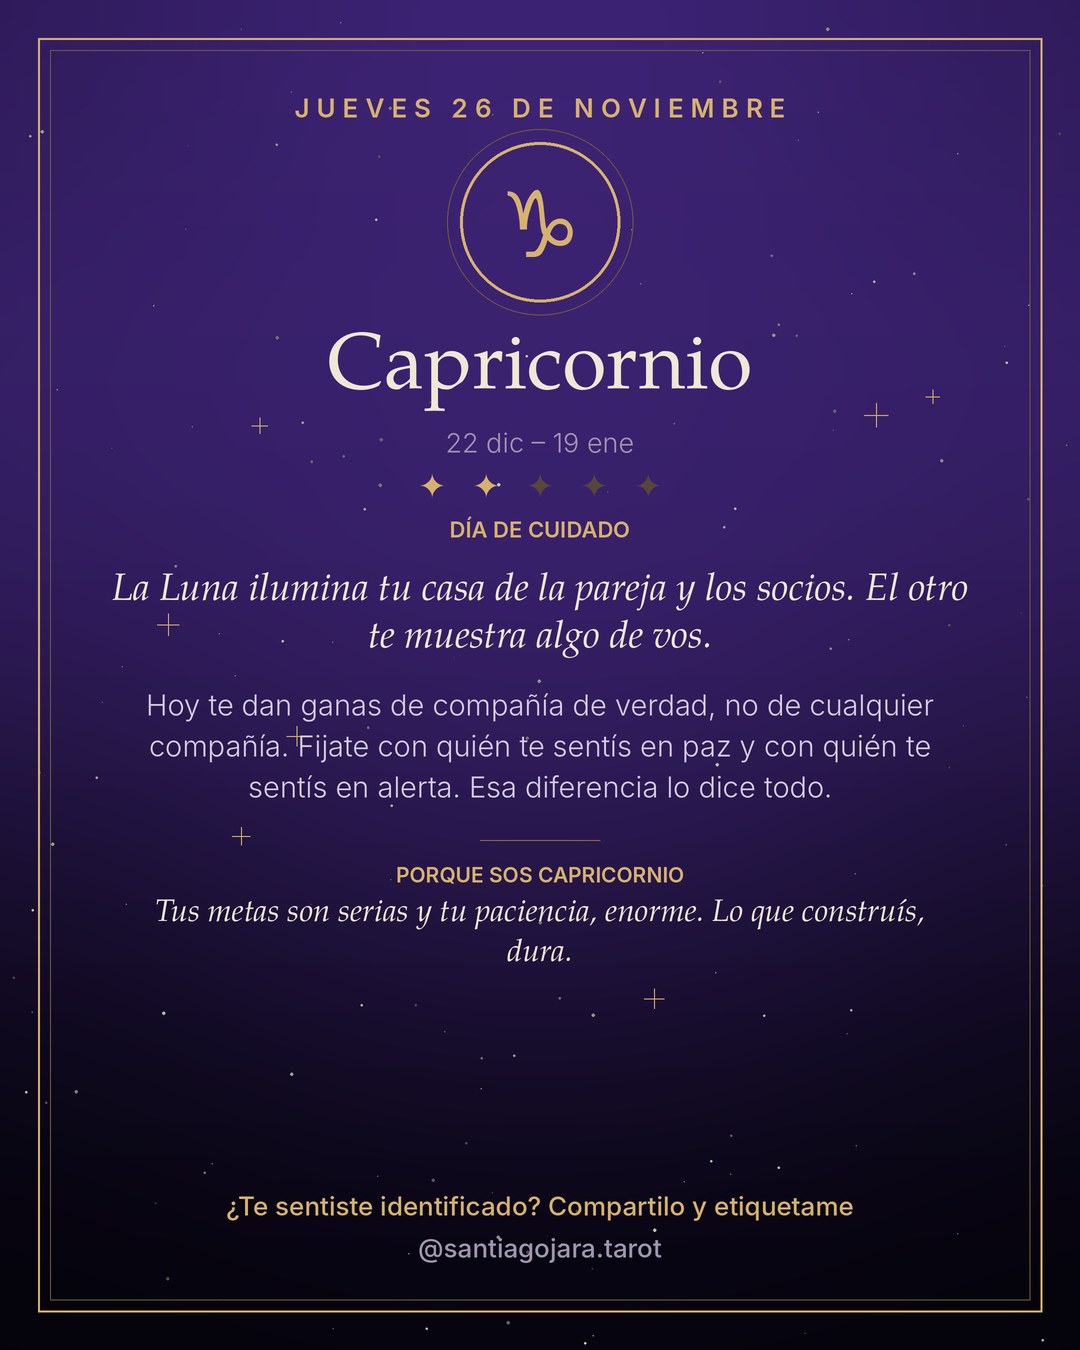 JUEVES 26 DE NOVIEMBRE
♑
Capricornio
22 dic – 19 ene
DÍA DE CUIDADO
La Luna ilumina tu casa de la pareja y los socios. El otro
te muestra algo de vos.
Hoy te dan ganas de compañía de verdad, no de cualquier
compañía. Fijate con quién te sentís en paz y con quién te
sentís en alerta. Esa diferencia lo dice todo.
PORQUE SOS CAPRICORNIO
Tus metas son serias y tu paciencia, enorme. Lo que construís,
dura.
¿Te sentiste identificado? Compartilo y etiquetame
@santiagojara.tarot